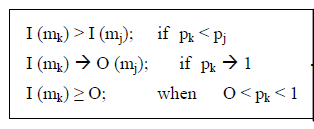 I (mk) > I (mj); if pk < pj
I (mk) → O (mj); if pk → 1
I (mk) ≥ O; when O < pk < 1